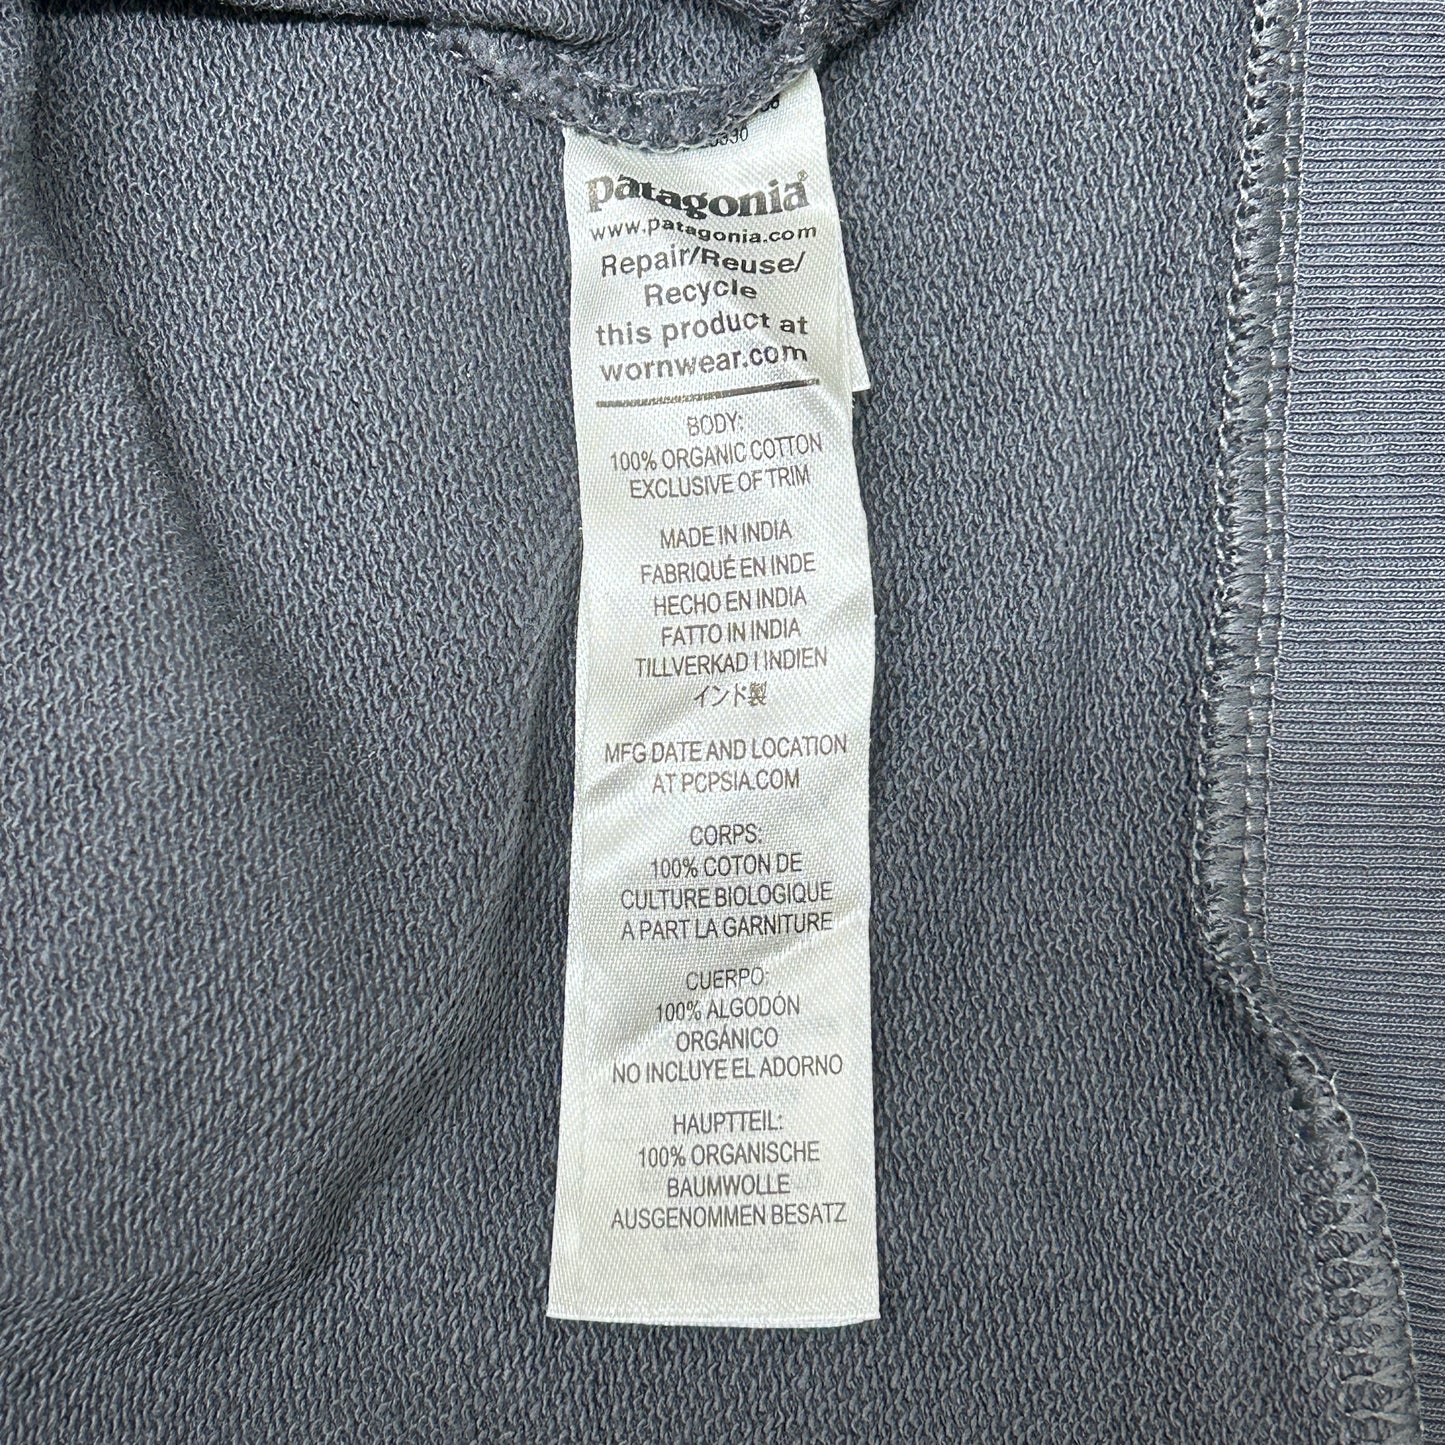 patagonia®
www.patagonia.com
Repair/Reuse/
Recycle
this product at
wornwear.com
BODY:
100% ORGANIC COTTON
EXCLUSIVE OF TRIM
MADE IN INDIA
FABRIQUÉ EN INDE
HECHO EN INDIA
FATTO IN INDIA
TILLVERKAD I INDIEN
インド製
MFG DATE AND LOCATION
AT PCPSIA.COM
CORPS:
100% COTON DE
CULTURE BIOLOGIQUE
A PART LA GARNITURE
CUERPO:
100% ALGODÓN
ORGÁNICO
NO INCLUYE EL ADORNO
HAUPTTEIL:
100% ORGANISCHE
BAUMWOLLE
AUSGENOMMEN BESATZ